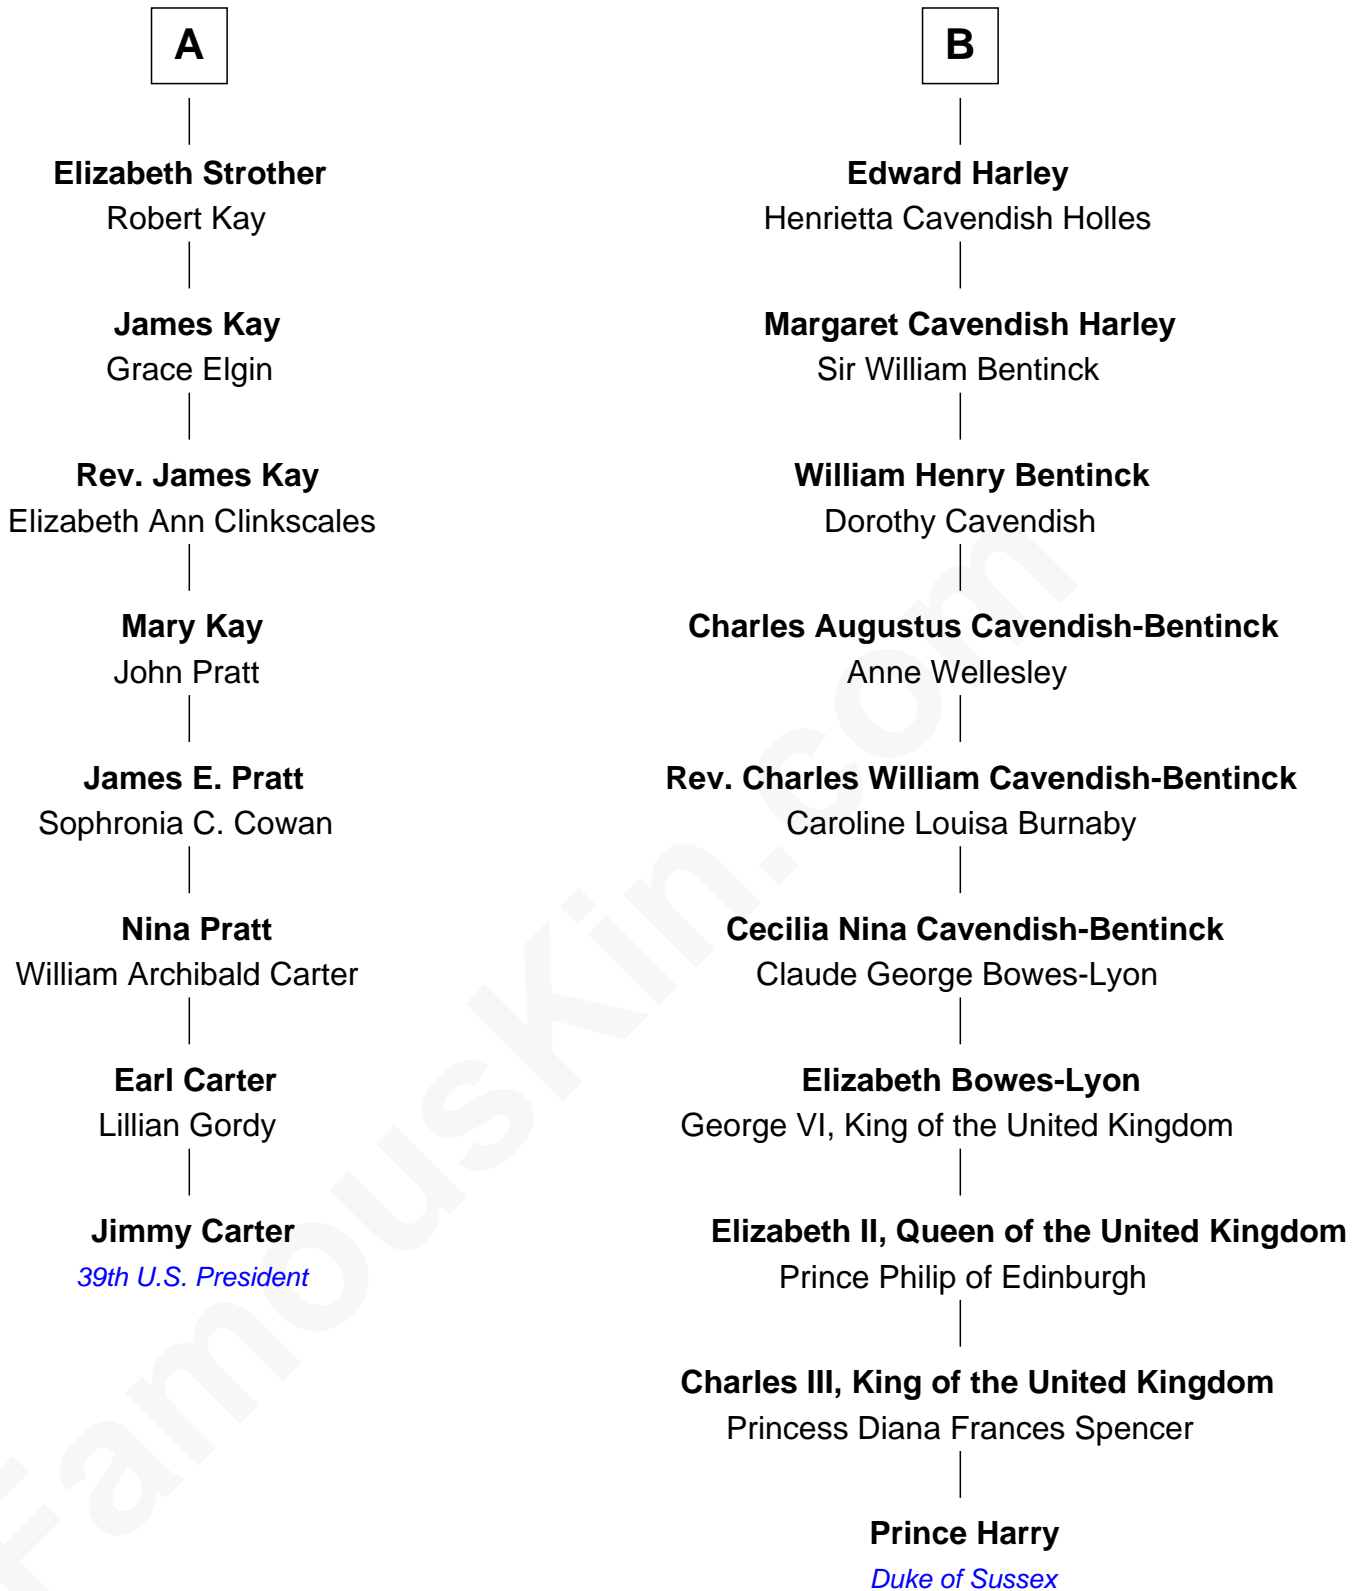 A
Elizabeth Strother
Robert Kay
James Kay
Grace Elgin
Rev. James Kay
Elizabeth Ann Clinkscales
Mary Kay
John Pratt
James E. Pratt
Sophronia C. Cowan
Nina Pratt
William Archibald Carter
Earl Carter
Lillian Gordy
Jimmy Carter
39th U.S. President
B
Edward Harley
Henrietta Cavendish Holles
Margaret Cavendish Harley
Sir William Bentinck
William Henry Bentinck
Dorothy Cavendish
Charles Augustus Cavendish-Bentinck
Anne Wellesley
Rev. Charles William Cavendish-Bentinck
Caroline Louisa Burnaby
Cecilia Nina Cavendish-Bentinck
Claude George Bowes-Lyon
Elizabeth Bowes-Lyon
George VI, King of the United Kingdom
Elizabeth II, Queen of the United Kingdom
Prince Philip of Edinburgh
Charles III, King of the United Kingdom
Princess Diana Frances Spencer
Prince Harry
Duke of Sussex
FamousKin.com